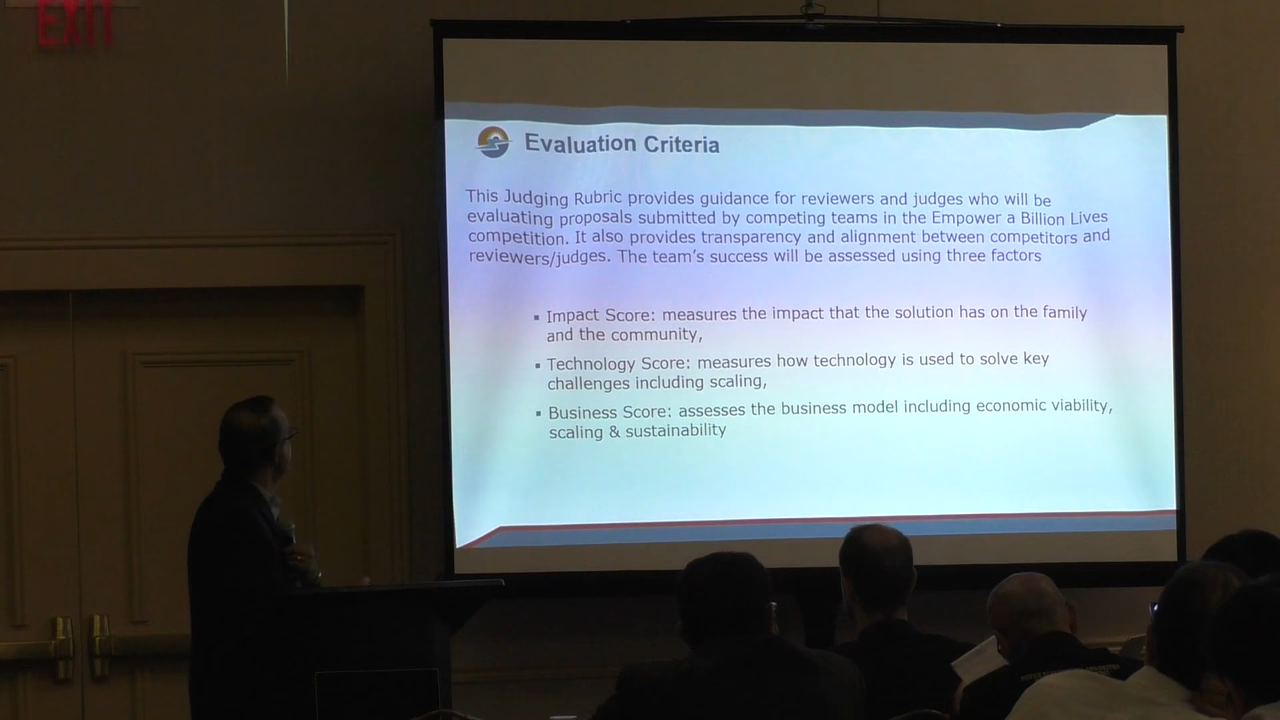 EXIT
Evaluation Criteria
This Judging Rubric provides guidance for reviewers and judges who will be
evaluating proposals submitted by competing teams in the Empower a Billion Lives
competition. It also provides transparency and alignment between competitors and
reviewers/judges. The team's success will be assessed using three factors
▪ Impact Score: measures the impact that the solution has on the family
and the community,
▪ Technology Score: measures how technology is used to solve key
challenges including scaling,
▪ Business Score: assesses the business model including economic viability,
scaling & sustainability